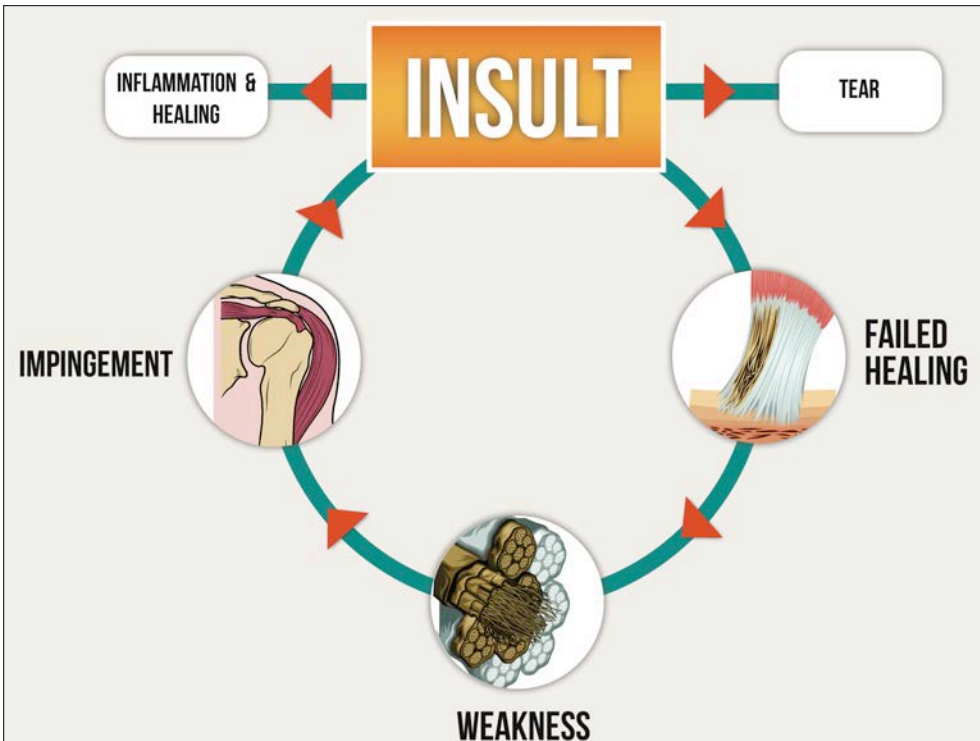 INFLAMMATION &
HEALING
INSULT
TEAR
IMPINGEMENT
FAILED
HEALING
WEAKNESS